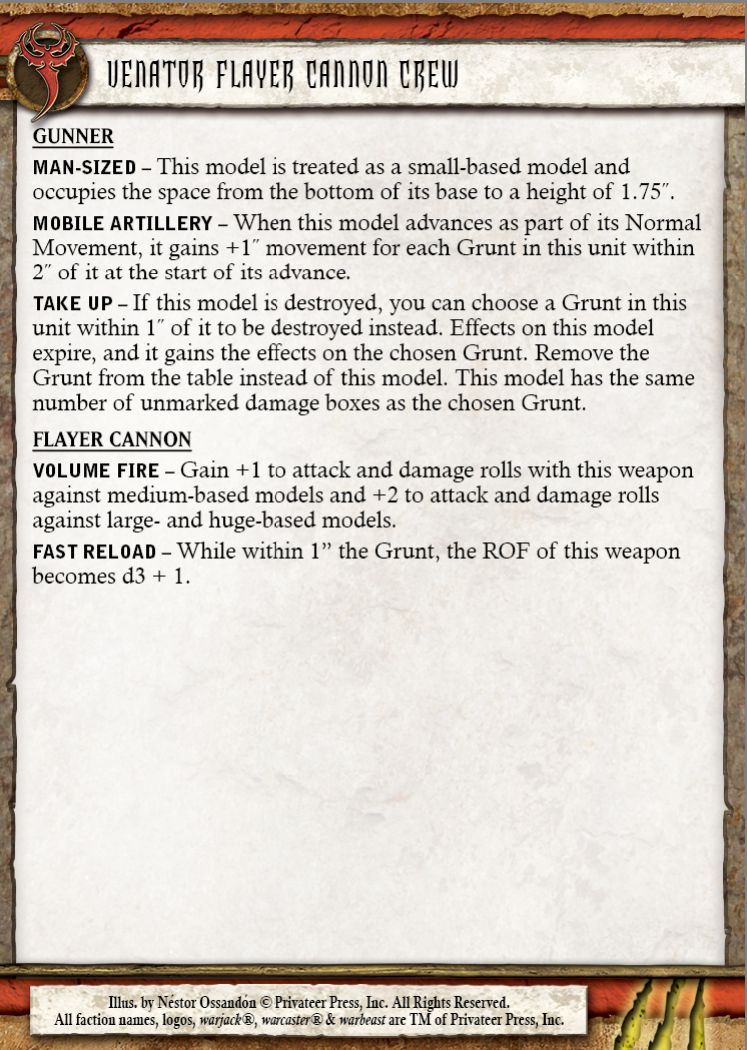 VENATOR FLAYER CANNON CREW
GUNNER
MAN-SIZED – This model is treated as a small-based model and
occupies the space from the bottom of its base to a height of 1.75˝.
MOBILE ARTILLERY – When this model advances as part of its Normal
Movement, it gains +1˝ movement for each Grunt in this unit within
2˝ of it at the start of its advance.
TAKE UP – If this model is destroyed, you can choose a Grunt in this
unit within 1˝ of it to be destroyed instead. Effects on this model
expire, and it gains the effects on the chosen Grunt. Remove the
Grunt from the table instead of this model. This model has the same
number of unmarked damage boxes as the chosen Grunt.
FLAYER CANNON
VOLUME FIRE – Gain +1 to attack and damage rolls with this weapon
against medium-based models and +2 to attack and damage rolls
against large- and huge-based models.
FAST RELOAD – While within 1” the Grunt, the ROF of this weapon
becomes d3 + 1.
Illus. by Néstor Ossandón © Privateer Press, Inc. All Rights Reserved.
All faction names, logos, warjack®, warcaster® & warbeast are TM of Privateer Press, Inc.